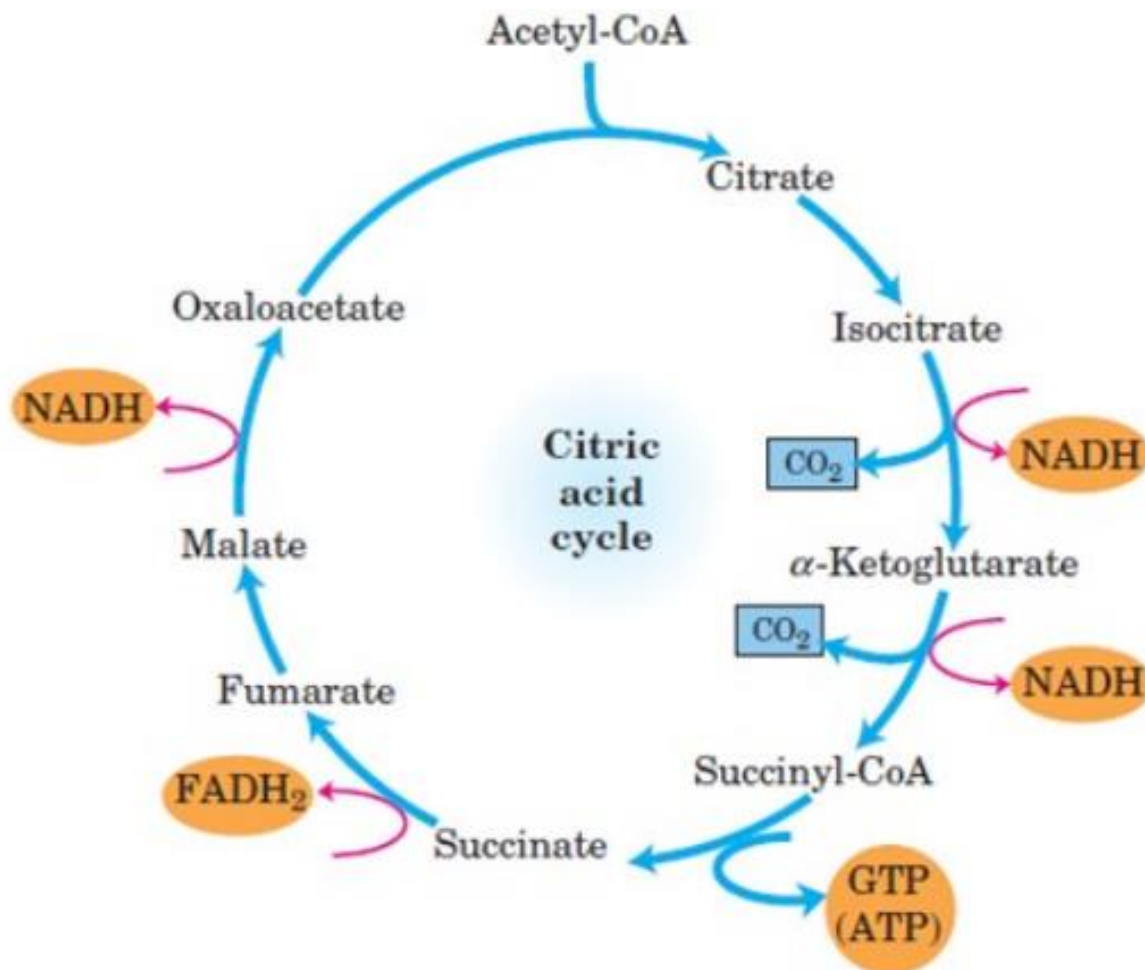 Acetyl-CoA
Citrate
Isocitrate
NADH
CO₂
α-Ketoglutarate
CO₂
NADH
Succinyl-CoA
GTP
(ATP)
Succinate
FADH₂
Fumarate
Malate
NADH
Oxaloacetate
Citric
acid
cycle